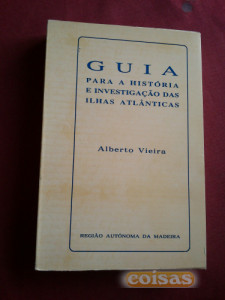 GUIA
PARA A HISTÓRIA
E INVESTIGAÇÃO DAS
ILHAS ATLÂNTICAS
Alberto Vieira
REGIÃO AUTÓNOMA DA MADEIRA
coisas